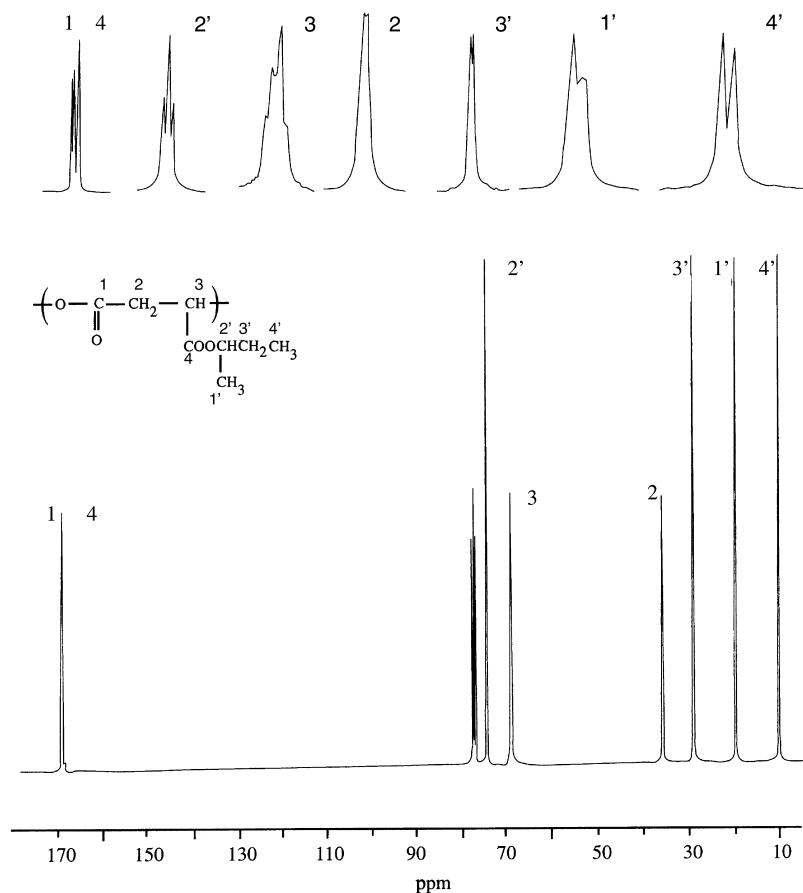 1 4 2’ 3 2 3’ 1’ 4’
2’ 3’ 1’ 4’
1 2 3
( O — C — CH2 — CH )
O 2’ 3’ 4’
4 COOCHCH2CH3
CH3
1’
1 4 3 2
170 150 130 110 90 70 50 30 10
ppm